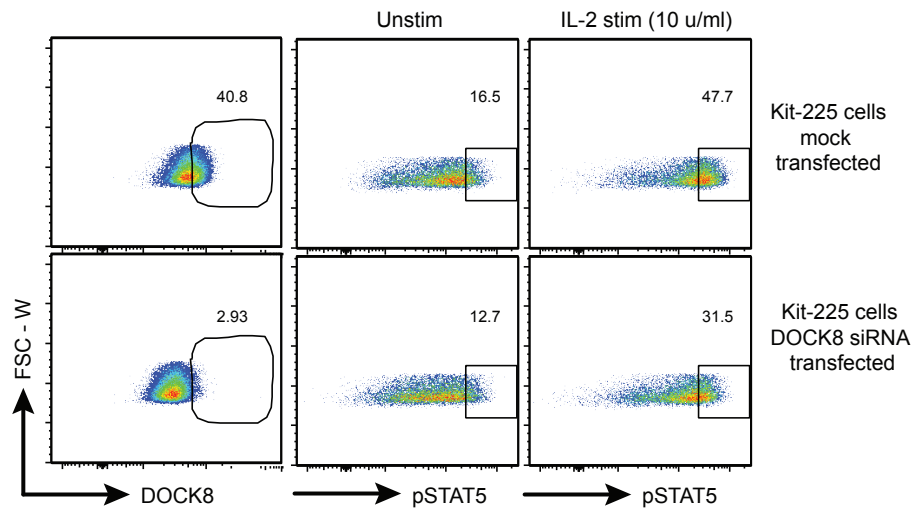 Unstim
IL-2 stim (10 u/ml)
40.8
16.5
47.7
Kit-225 cells
mock
transfected
2.93
12.7
31.5
Kit-225 cells
DOCK8 siRNA
transfected
FSC - W
DOCK8
pSTAT5
pSTAT5